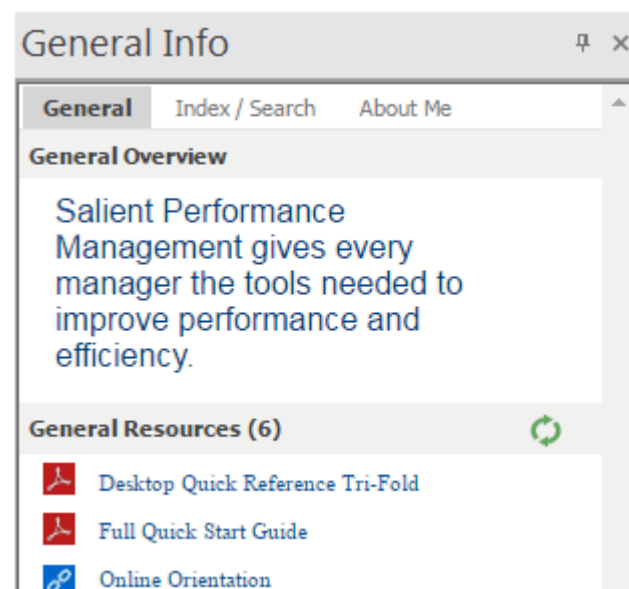 General Info
General Index / Search About Me
General Overview
Salient Performance
Management gives every
manager the tools needed to
improve performance and
efficiency.
General Resources (6)
Desktop Quick Reference Tri-Fold
Full Quick Start Guide
Online Orientation